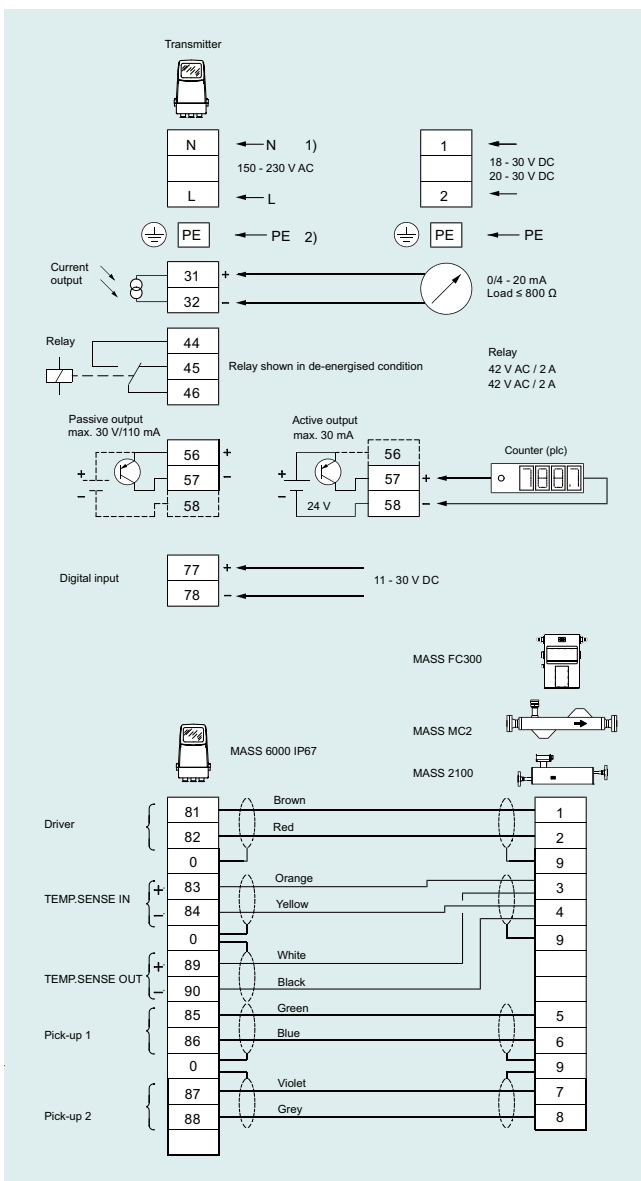 Transmitter
N N 1) 1
150 - 230 V AC 18 - 30 V DC
20 - 30 V DC
L L 2
PE PE 2) PE PE
Current
output
31 + 0/4 - 20 mA
32 - Load ≤ 800 Ω
Relay
44
45 Relay shown in de-energised condition
46
Relay
42 V AC / 2 A
42 V AC / 2 A
Passive output
max. 30 V/110 mA
+ -
56 +
57 -
58
Active output
max. 30 mA
+ -
24 V
56
57 +
58 -
Counter (plc)
Digital input
77 +
78 -
11 - 30 V DC
MASS FC300
MASS MC2
MASS 6000 IP67
MASS 2100
Driver
81 Brown 1
82 Red 2
0 9
TEMP.SENSE IN
+ 83 Orange 3
- 84 Yellow 4
0 9
TEMP.SENSE OUT
+ 89 White
- 90 Black
Pick-up 1
85 Green 5
86 Blue 6
0 9
Pick-up 2
87 Violet 7
88 Grey 8